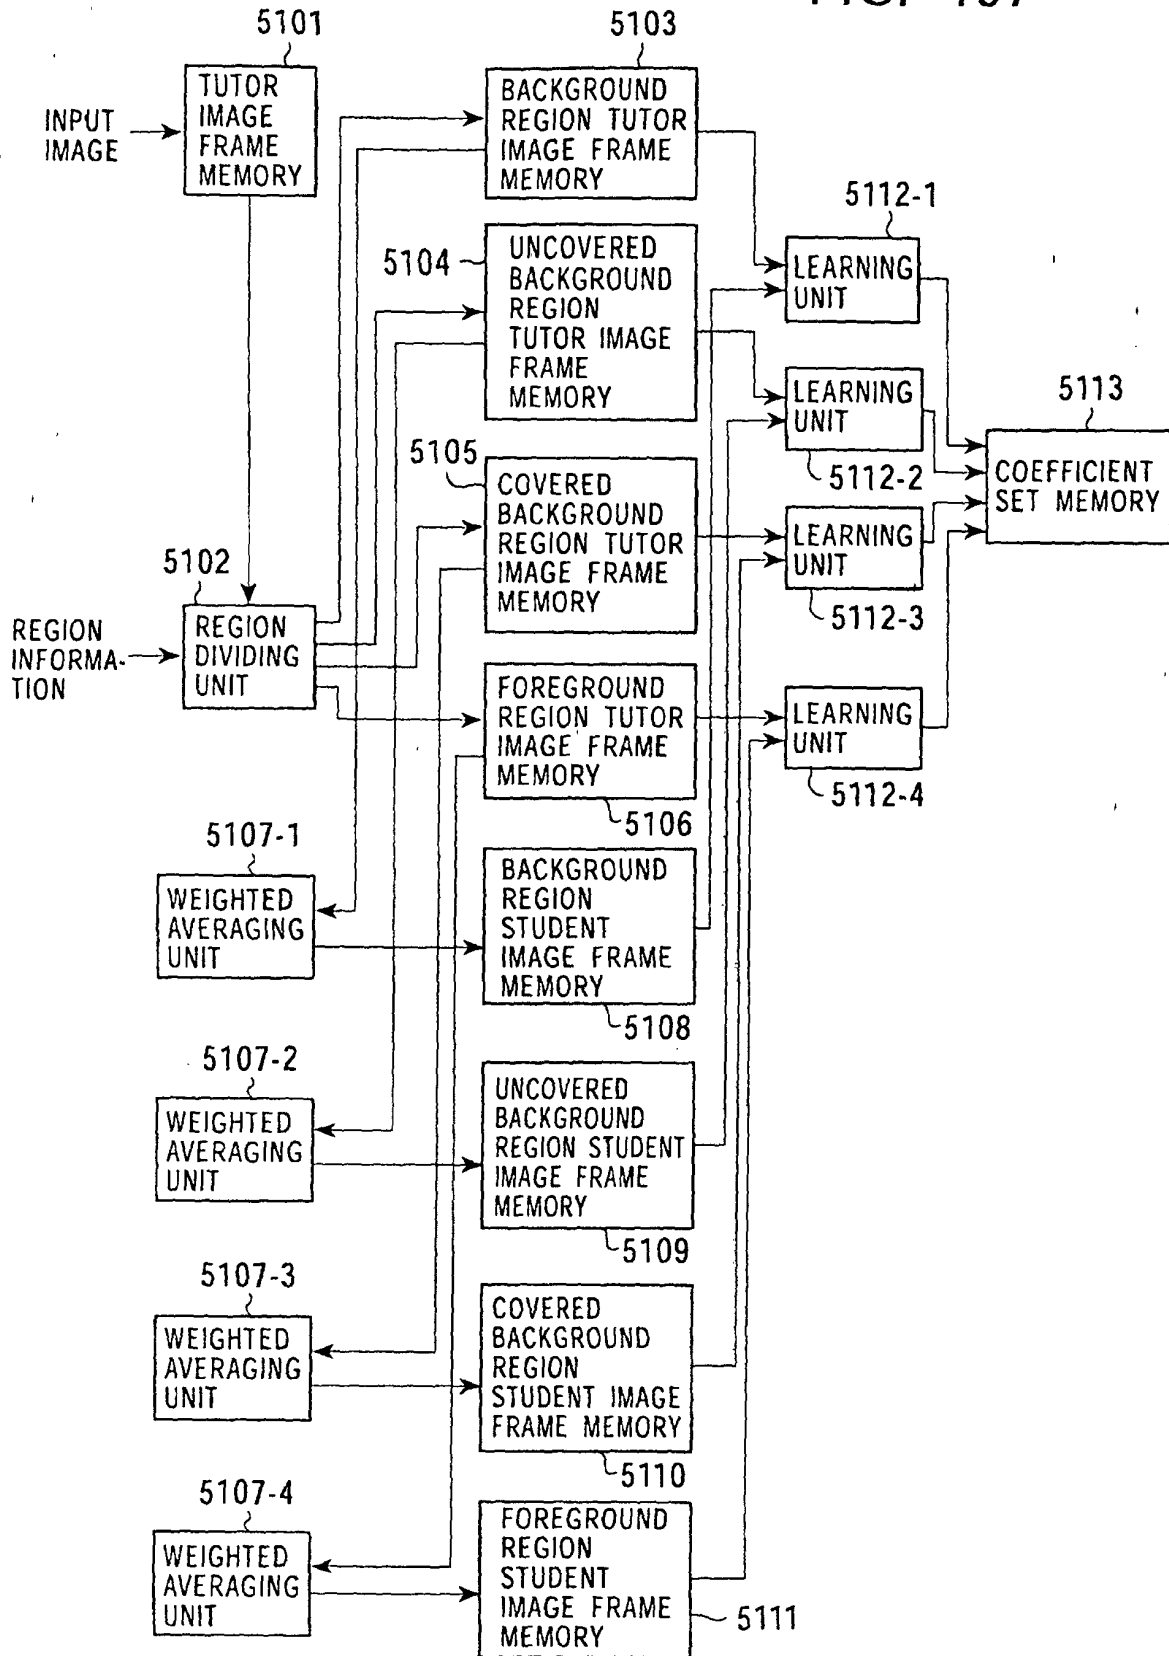 5101
5103
TUTOR
IMAGE
FRAME
MEMORY
INPUT
IMAGE
BACKGROUND
REGION TUTOR
IMAGE FRAME
MEMORY
5112-1
LEARNING
UNIT
5104
UNCOVERED
BACKGROUND
REGION
TUTOR IMAGE
FRAME
MEMORY
LEARNING
UNIT
5112-2
5113
COEFFICIENT
SET MEMORY
5105
COVERED
BACKGROUND
REGION TUTOR
IMAGE FRAME
MEMORY
LEARNING
UNIT
5112-3
5102
REGION
DIVIDING
UNIT
REGION
INFORMA-
TION
FOREGROUND
REGION TUTOR
IMAGE FRAME
MEMORY
5106
LEARNING
UNIT
5112-4
5107-1
WEIGHTED
AVERAGING
UNIT
BACKGROUND
REGION
STUDENT
IMAGE FRAME
MEMORY
5108
5107-2
WEIGHTED
AVERAGING
UNIT
UNCOVERED
BACKGROUND
REGION STUDENT
IMAGE FRAME
MEMORY
5109
5107-3
WEIGHTED
AVERAGING
UNIT
COVERED
BACKGROUND
REGION
STUDENT IMAGE
FRAME MEMORY
5110
5107-4
WEIGHTED
AVERAGING
UNIT
FOREGROUND
REGION
STUDENT
IMAGE FRAME
MEMORY
5111